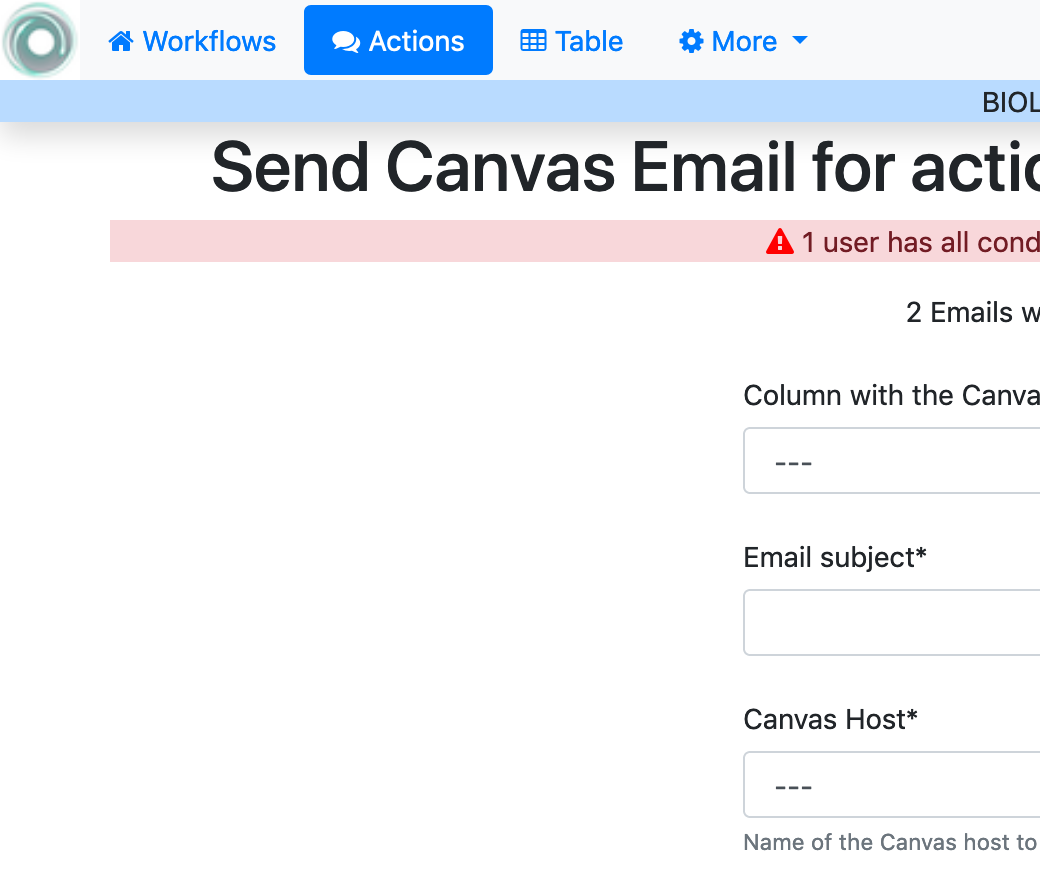 Workflows Actions Table More
BIOL
Send Canvas Email for actio
1 user has all cond
2 Emails w
Column with the Canva
---
Email subject*
Canvas Host*
---
Name of the Canvas host to